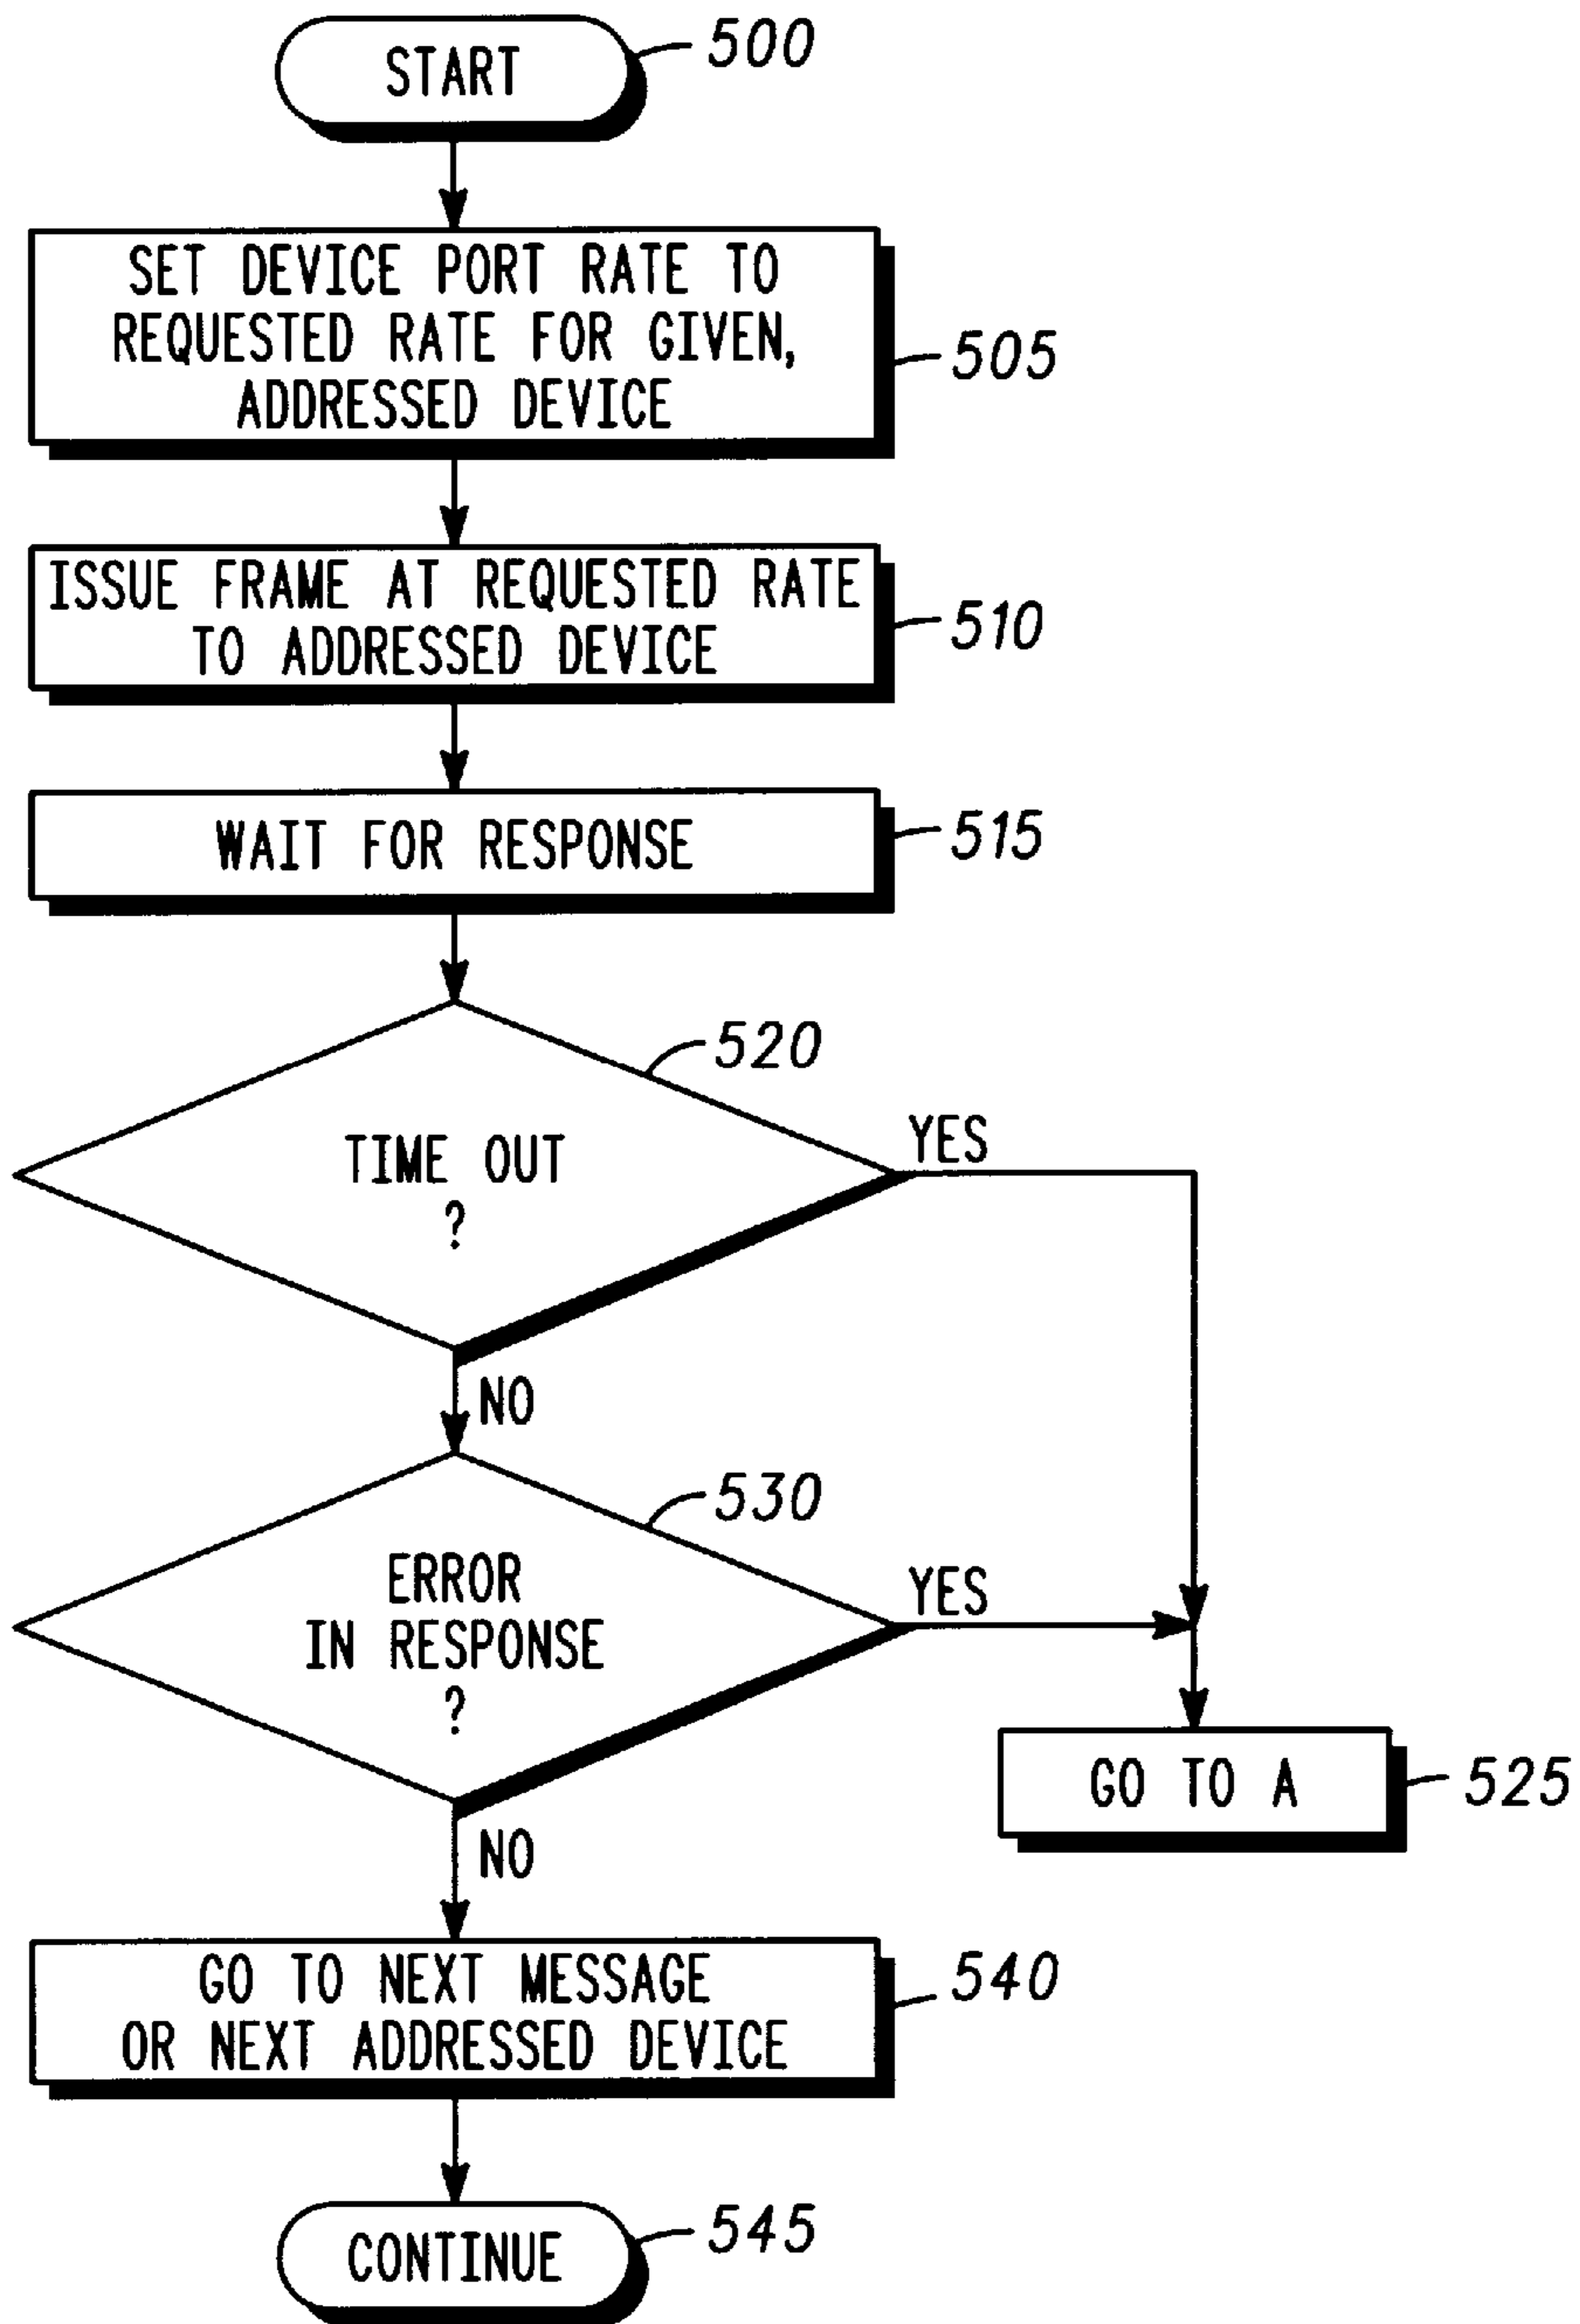 START
500
SET DEVICE PORT RATE TO
REQUESTED RATE FOR GIVEN,
ADDRESSED DEVICE
505
ISSUE FRAME AT REQUESTED RATE
TO ADDRESSED DEVICE
510
WAIT FOR RESPONSE
515
520
TIME OUT
?
YES
NO
530
ERROR
IN RESPONSE
?
YES
GO TO A
525
NO
GO TO NEXT MESSAGE
OR NEXT ADDRESSED DEVICE
540
CONTINUE
545